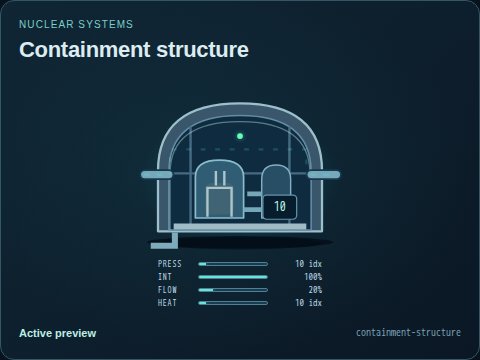 NUCLEAR SYSTEMS
Containment structure
10
PRESS 10 idx
INT 100%
FLOW 20%
HEAT 10 idx
Active preview containment-structure